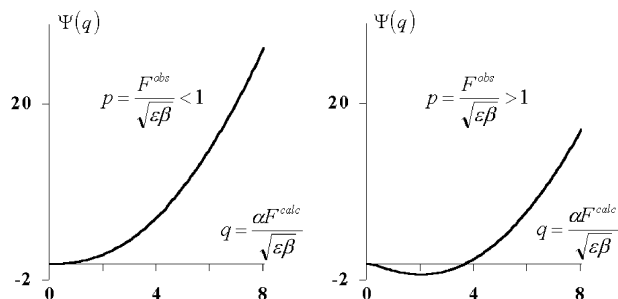 Ψ(q)
20
p = F^obs / √εβ < 1
q = αF^calc / √εβ
-2
0 4 8
Ψ(q)
20
p = F^obs / √εβ > 1
q = αF^calc / √εβ
-2
0 4 8